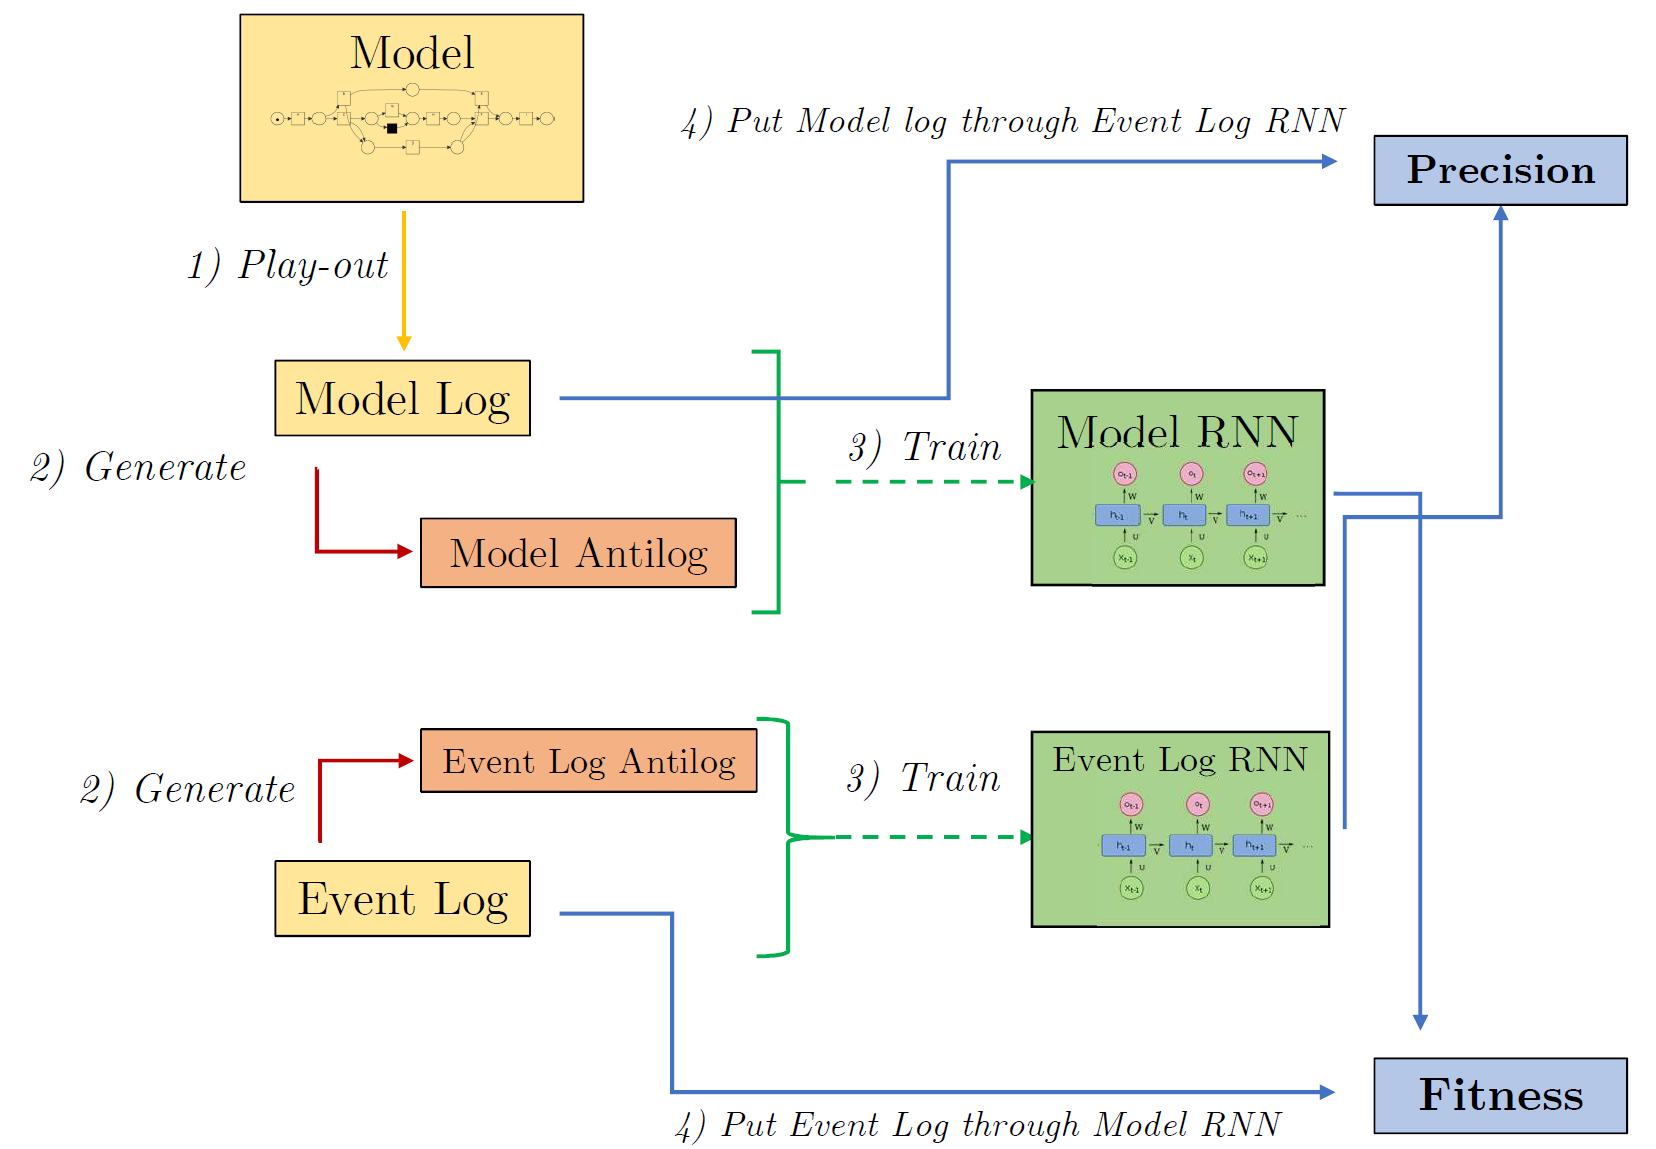 Model
4) Put Model log through Event Log RNN
Precision
1) Play-out
Model Log
2) Generate
Model Antilog
3) Train
Model RNN
o_{t-1} o_t o_{t+1}
W W W
h_{t-1} V h_t V h_{t+1} V ...
U U U
x_{t-1} x_t x_{t+1}
Event Log Antilog
2) Generate
Event Log
3) Train
Event Log RNN
o_{t-1} o_t o_{t+1}
W W W
h_{t-1} V h_t V h_{t+1} V ...
U U U
x_{t-1} x_t x_{t+1}
4) Put Event Log through Model RNN
Fitness